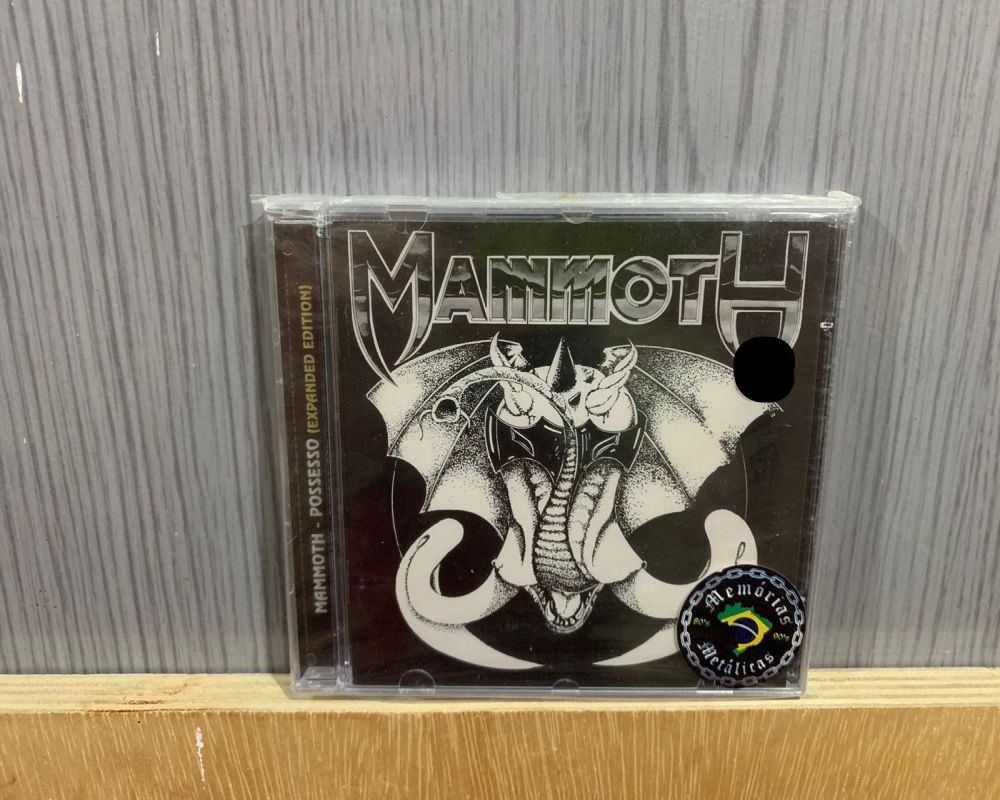 MAMMOTH
MAMMOTH - POSSESSO (EXPANDED EDITION)
Memórias
80's 90's
Metálicas